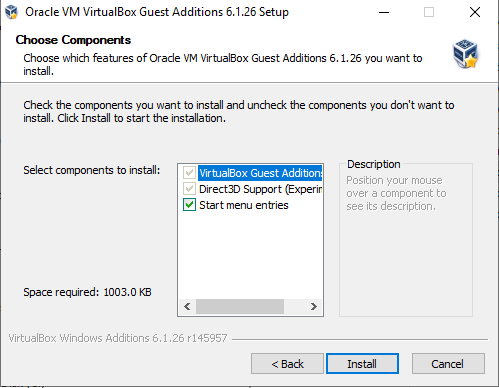 Oracle VM VirtualBox Guest Additions 6.1.26 Setup
Choose Components
Choose which features of Oracle VM VirtualBox Guest Additions 6.1.26 you want to
install.
Check the components you want to install and uncheck the components you don't want to
install. Click Install to start the installation.
Select components to install:
VirtualBox Guest Additions
Direct3D Support (Experim
Start menu entries
Description
Position your mouse
over a component to
see its description.
Space required: 1003.0 KB
VirtualBox Windows Additions 6.1.26 r145957
< Back
Install
Cancel